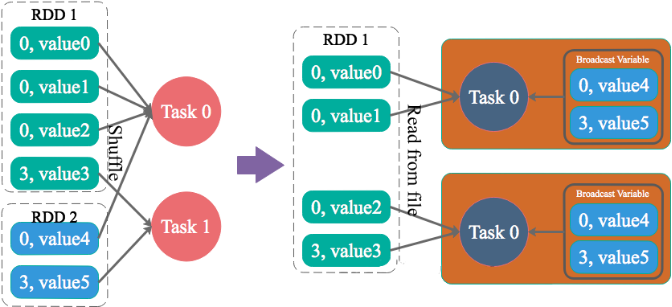 RDD 1
0, value0
0, value1
0, value2
3, value3
Shuffle
RDD 2
0, value4
3, value5
Task 0
Task 1
RDD 1
0, value0
0, value1
0, value2
3, value3
Read from file
Task 0
Broadcast Variable
0, value4
3, value5
Task 0
Broadcast Variable
0, value4
3, value5